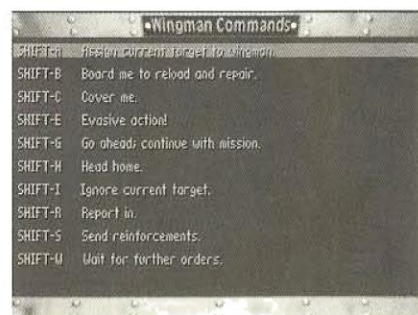 •Wingman Commands•
SHIFT-A Assign current target to wingman.
SHIFT-B Board me to reload and repair.
SHIFT-C Cover me.
SHIFT-E Evasive action!
SHIFT-G Go ahead; continue with mission.
SHIFT-H Head home.
SHIFT-I Ignore current target.
SHIFT-R Report in.
SHIFT-S Send reinforcements.
SHIFT-W Wait for further orders.